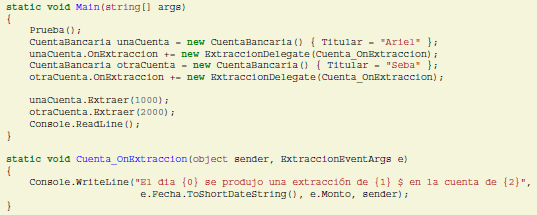 static void Main(string[] args)
{
Prueba();
CuentaBancaria unaCuenta = new CuentaBancaria() { Titular = "Ariel" };
unaCuenta.OnExtraccion += new ExtraccionDelegate(Cuenta_OnExtraccion);
CuentaBancaria otraCuenta = new CuentaBancaria() { Titular = "Seba" };
otraCuenta.OnExtraccion += new ExtraccionDelegate(Cuenta_OnExtraccion);
unaCuenta.Extraer(1000);
otraCuenta.Extraer(2000);
Console.ReadLine();
}
static void Cuenta_OnExtraccion(object sender, ExtraccionEventArgs e)
{
Console.WriteLine("El dia {0} se produjo una extracción de {1} $ en la cuenta de {2}",
e.Fecha.ToShortDateString(), e.Monto, sender);
}